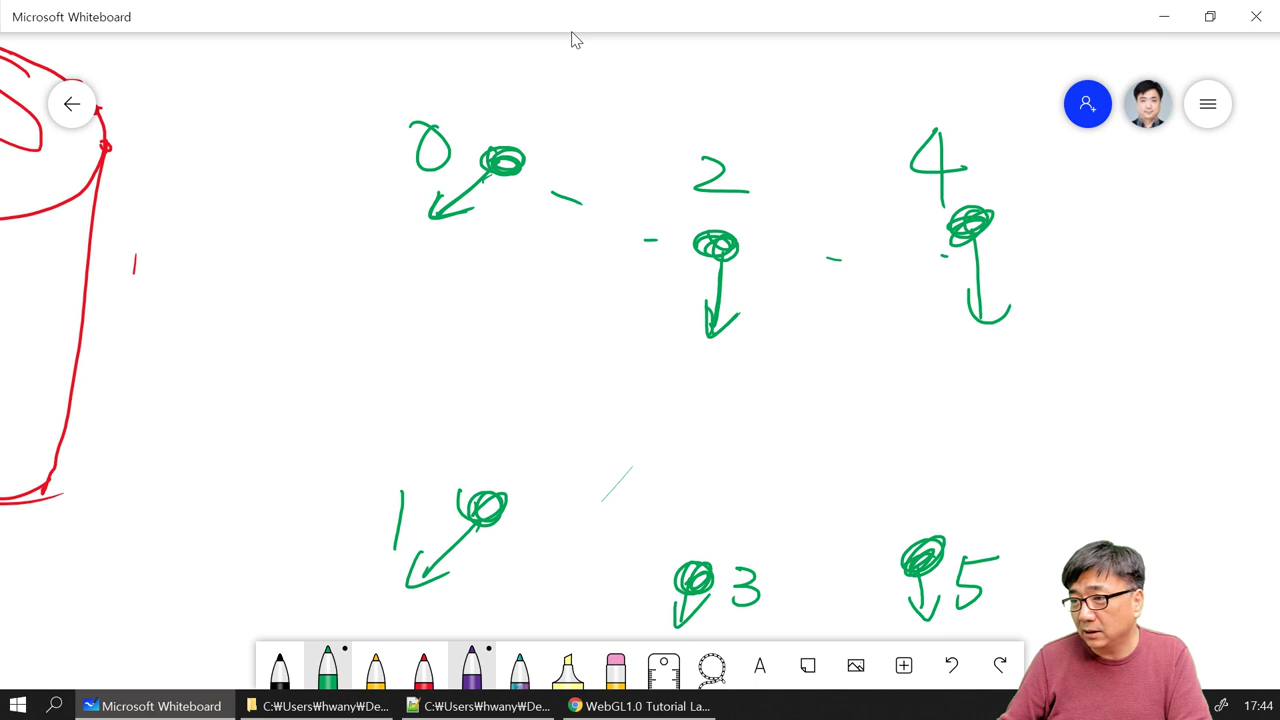 Microsoft Whiteboard
0
2
4
1
3
5
A
Microsoft Whiteboard
C:₩Users₩hwany₩De...
C:₩Users₩hwany₩De...
WebGL1.0 Tutorial La...
17:44